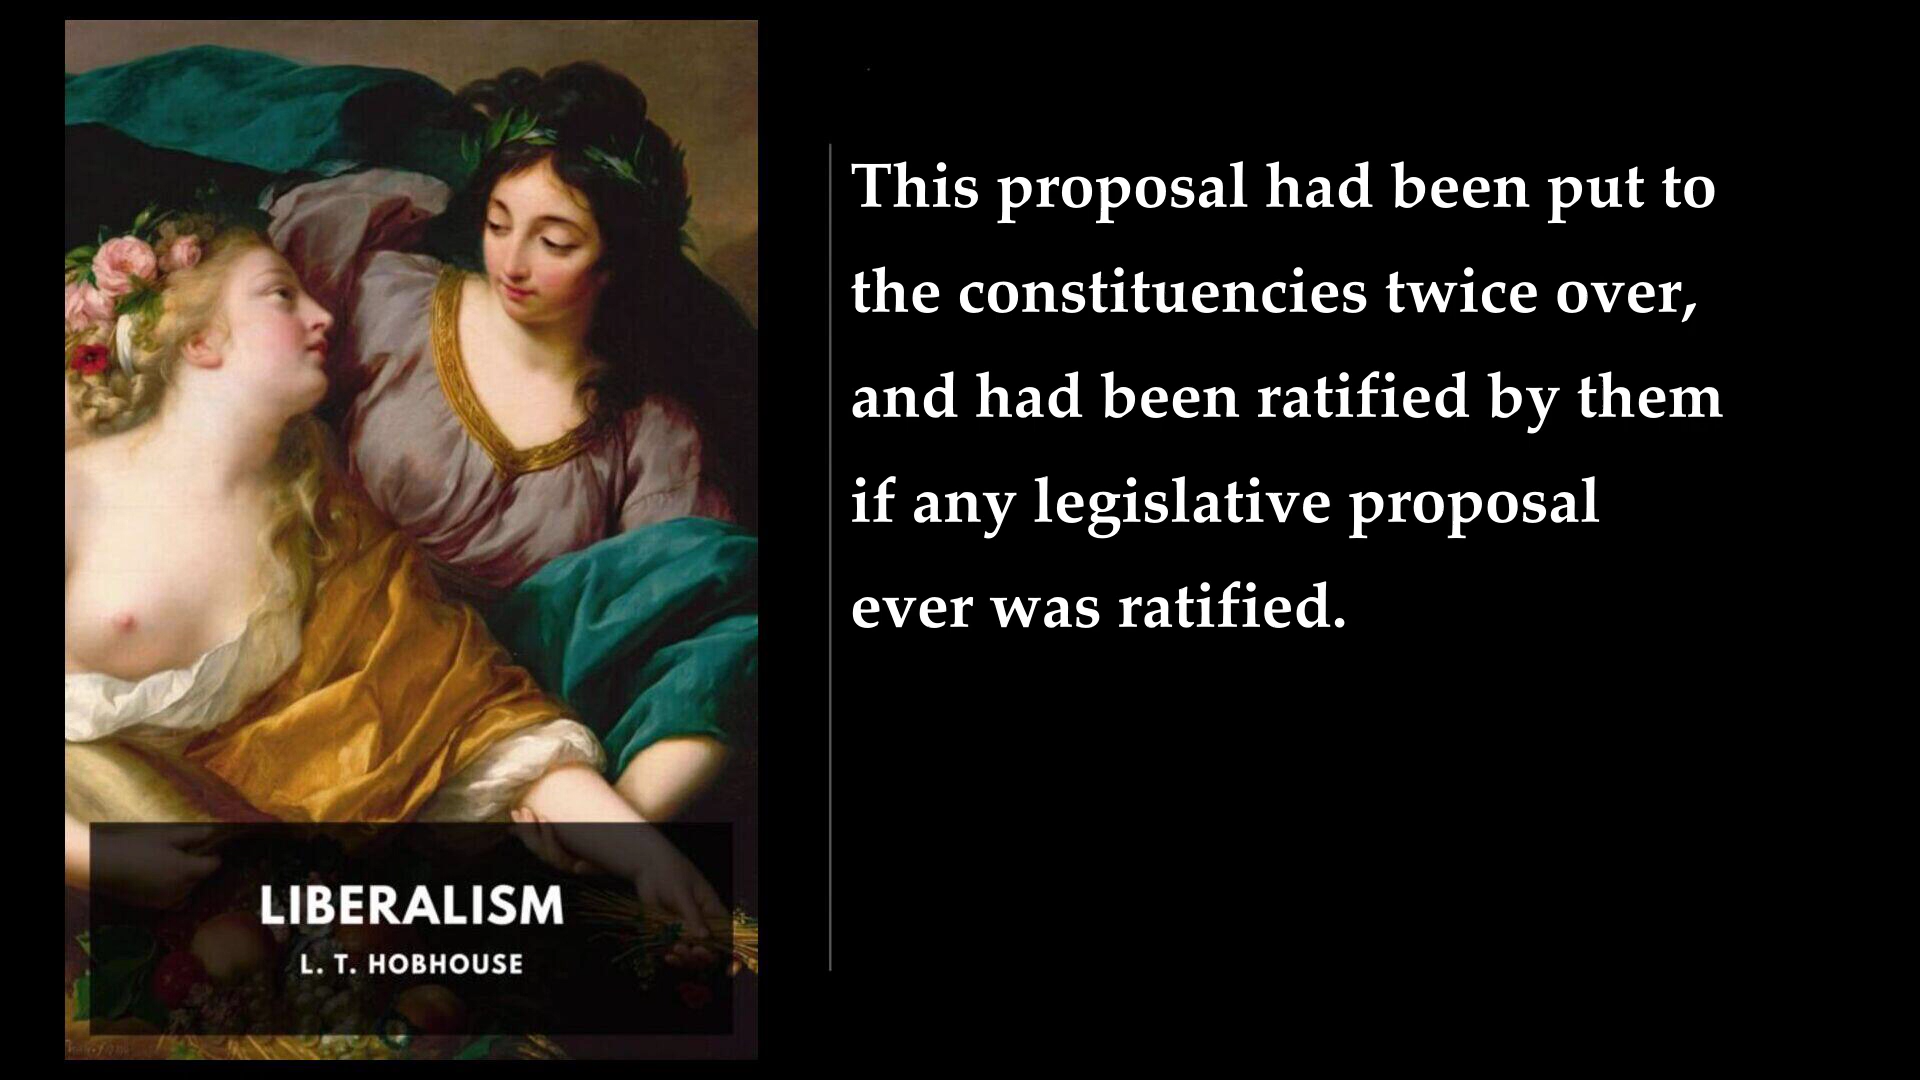 This proposal had been put to
the constituencies twice over,
and had been ratified by them
if any legislative proposal
ever was ratified.
LIBERALISM
L. T. HOBHOUSE